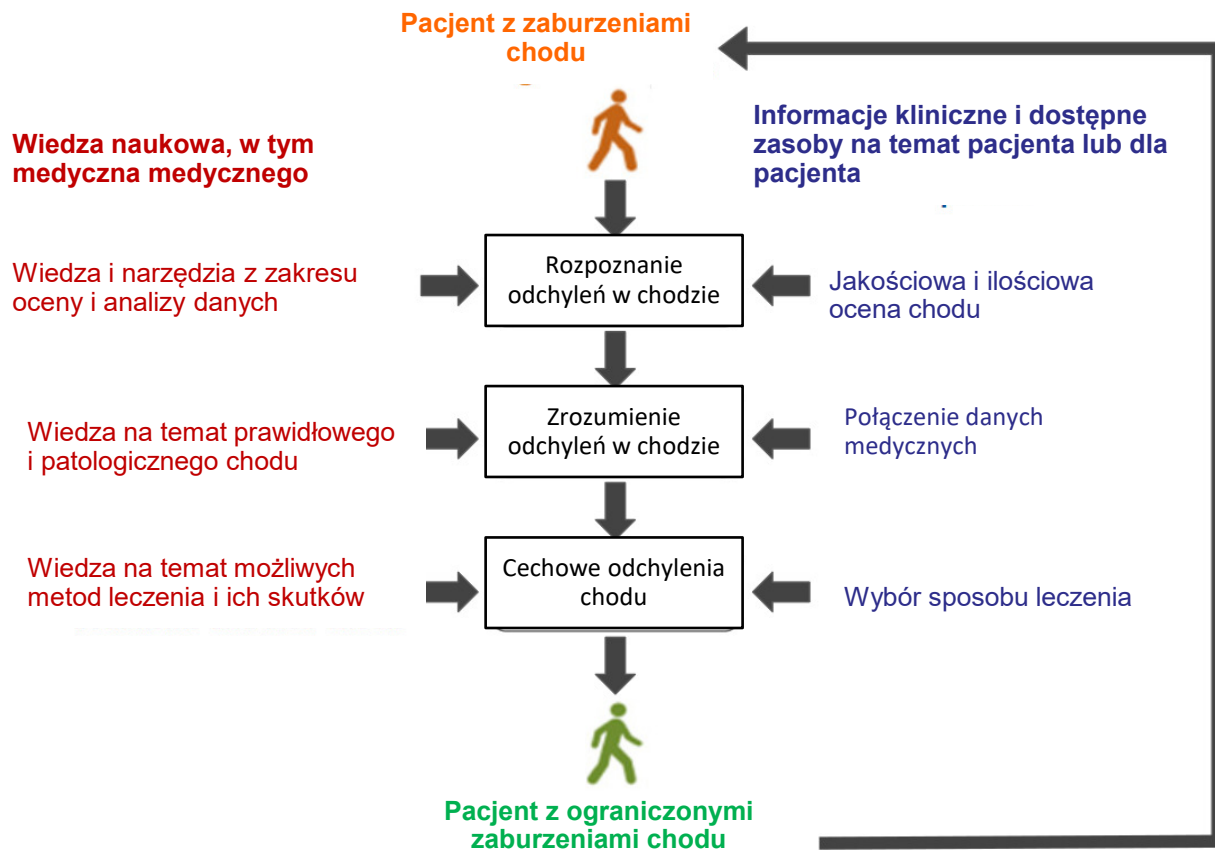 Pacjent z zaburzeniami
chodu
Wiedza naukowa, w tym
medyczna medycznego
Informacje kliniczne i dostępne
zasoby na temat pacjenta lub dla
pacjenta
Wiedza i narzędzia z zakresu
oceny i analizy danych
Rozpoznanie
odchyleń w chodzie
Jakościowa i ilościowa
ocena chodu
Wiedza na temat prawidłowego
i patologicznego chodu
Zrozumienie
odchyleń w chodzie
Połączenie danych
medycznych
Wiedza na temat możliwych
metod leczenia i ich skutków
Cechowe odchylenia
chodu
Wybór sposobu leczenia
Pacjent z ograniczonymi
zaburzeniami chodu